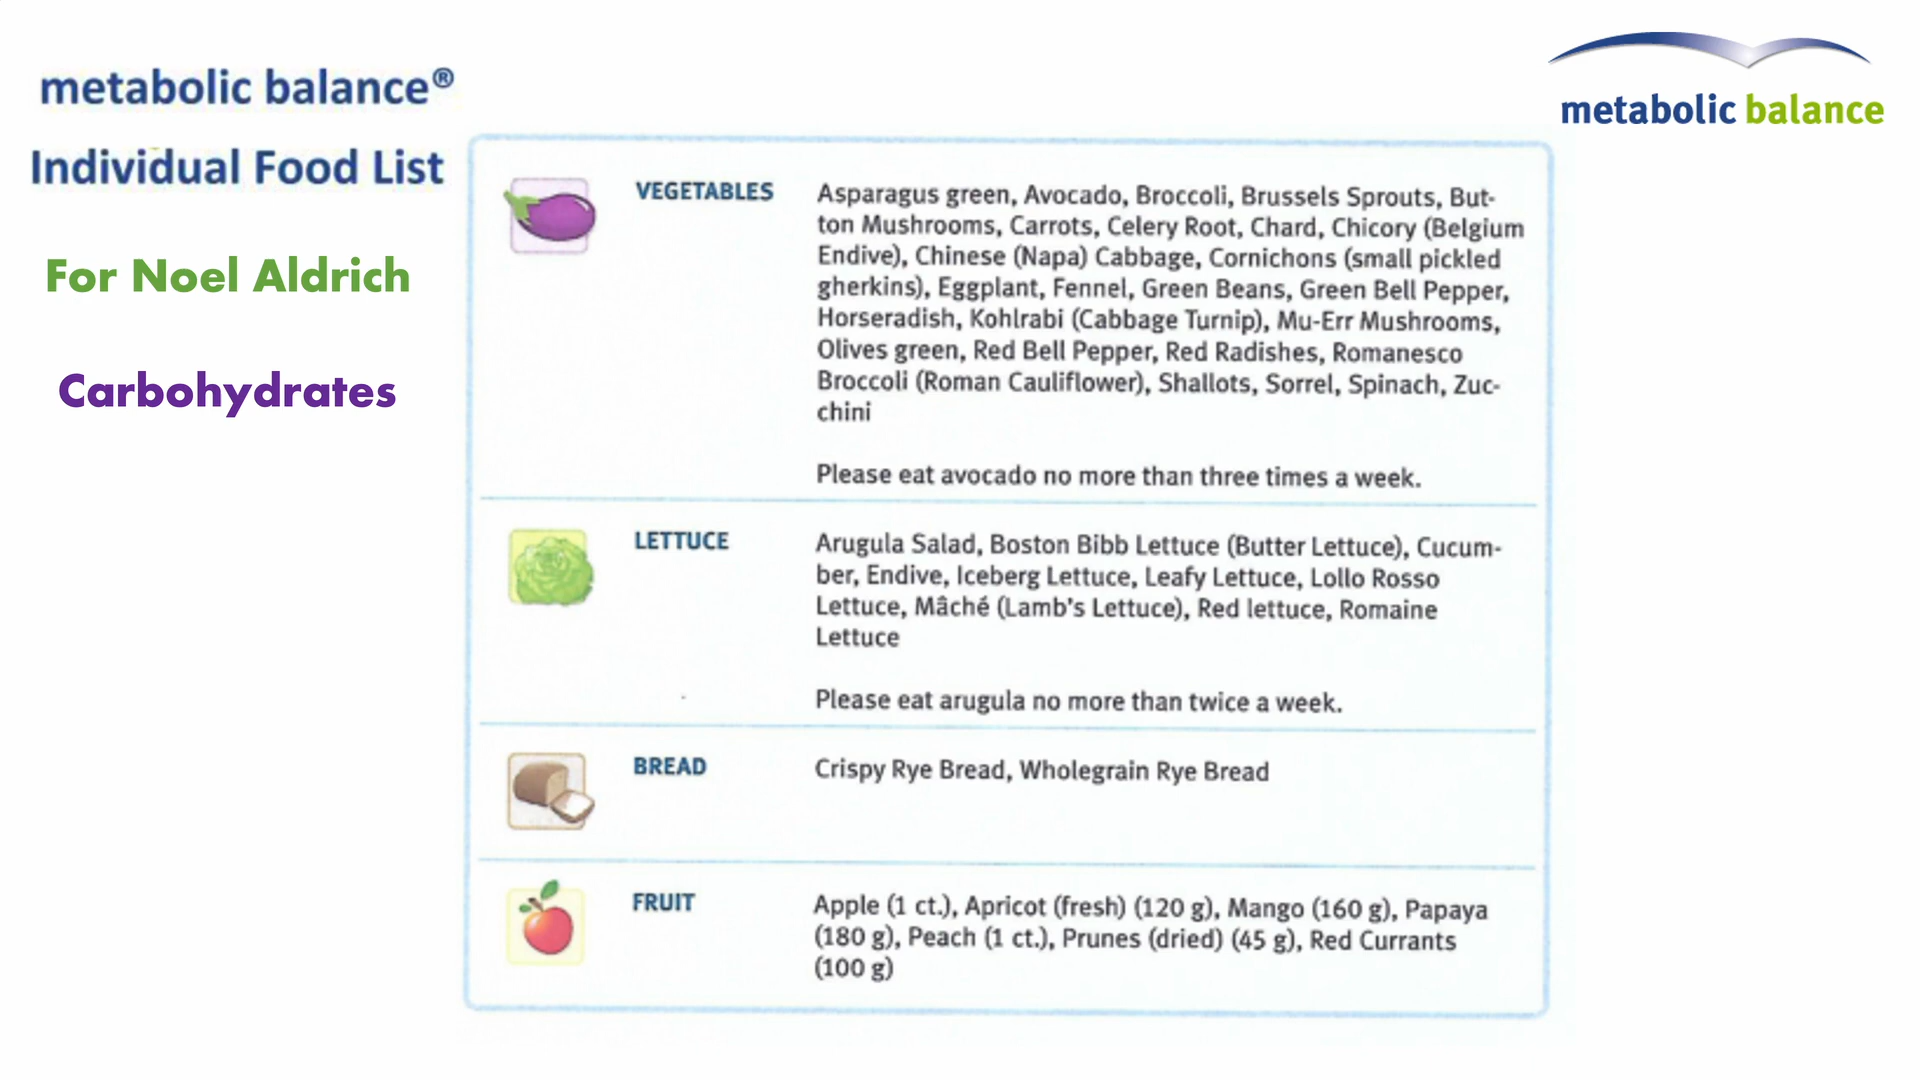 metabolic balance®
Individual Food List
For Noel Aldrich
Carbohydrates
metabolic balance
VEGETABLES
Asparagus green, Avocado, Broccoli, Brussels Sprouts, But-
ton Mushrooms, Carrots, Celery Root, Chard, Chicory (Belgium
Endive), Chinese (Napa) Cabbage, Cornichons (small pickled
gherkins), Eggplant, Fennel, Green Beans, Green Bell Pepper,
Horseradish, Kohlrabi (Cabbage Turnip), Mu-Err Mushrooms,
Olives green, Red Bell Pepper, Red Radishes, Romanesco
Broccoli (Roman Cauliflower), Shallots, Sorrel, Spinach, Zuc-
chini
Please eat avocado no more than three times a week.
LETTUCE
Arugula Salad, Boston Bibb Lettuce (Butter Lettuce), Cucum-
ber, Endive, Iceberg Lettuce, Leafy Lettuce, Lollo Rosso
Lettuce, Mâché (Lamb's Lettuce), Red lettuce, Romaine
Lettuce
Please eat arugula no more than twice a week.
BREAD
Crispy Rye Bread, Wholegrain Rye Bread
FRUIT
Apple (1 ct.), Apricot (fresh) (120 g), Mango (160 g), Papaya
(180 g), Peach (1 ct.), Prunes (dried) (45 g), Red Currants
(100 g)